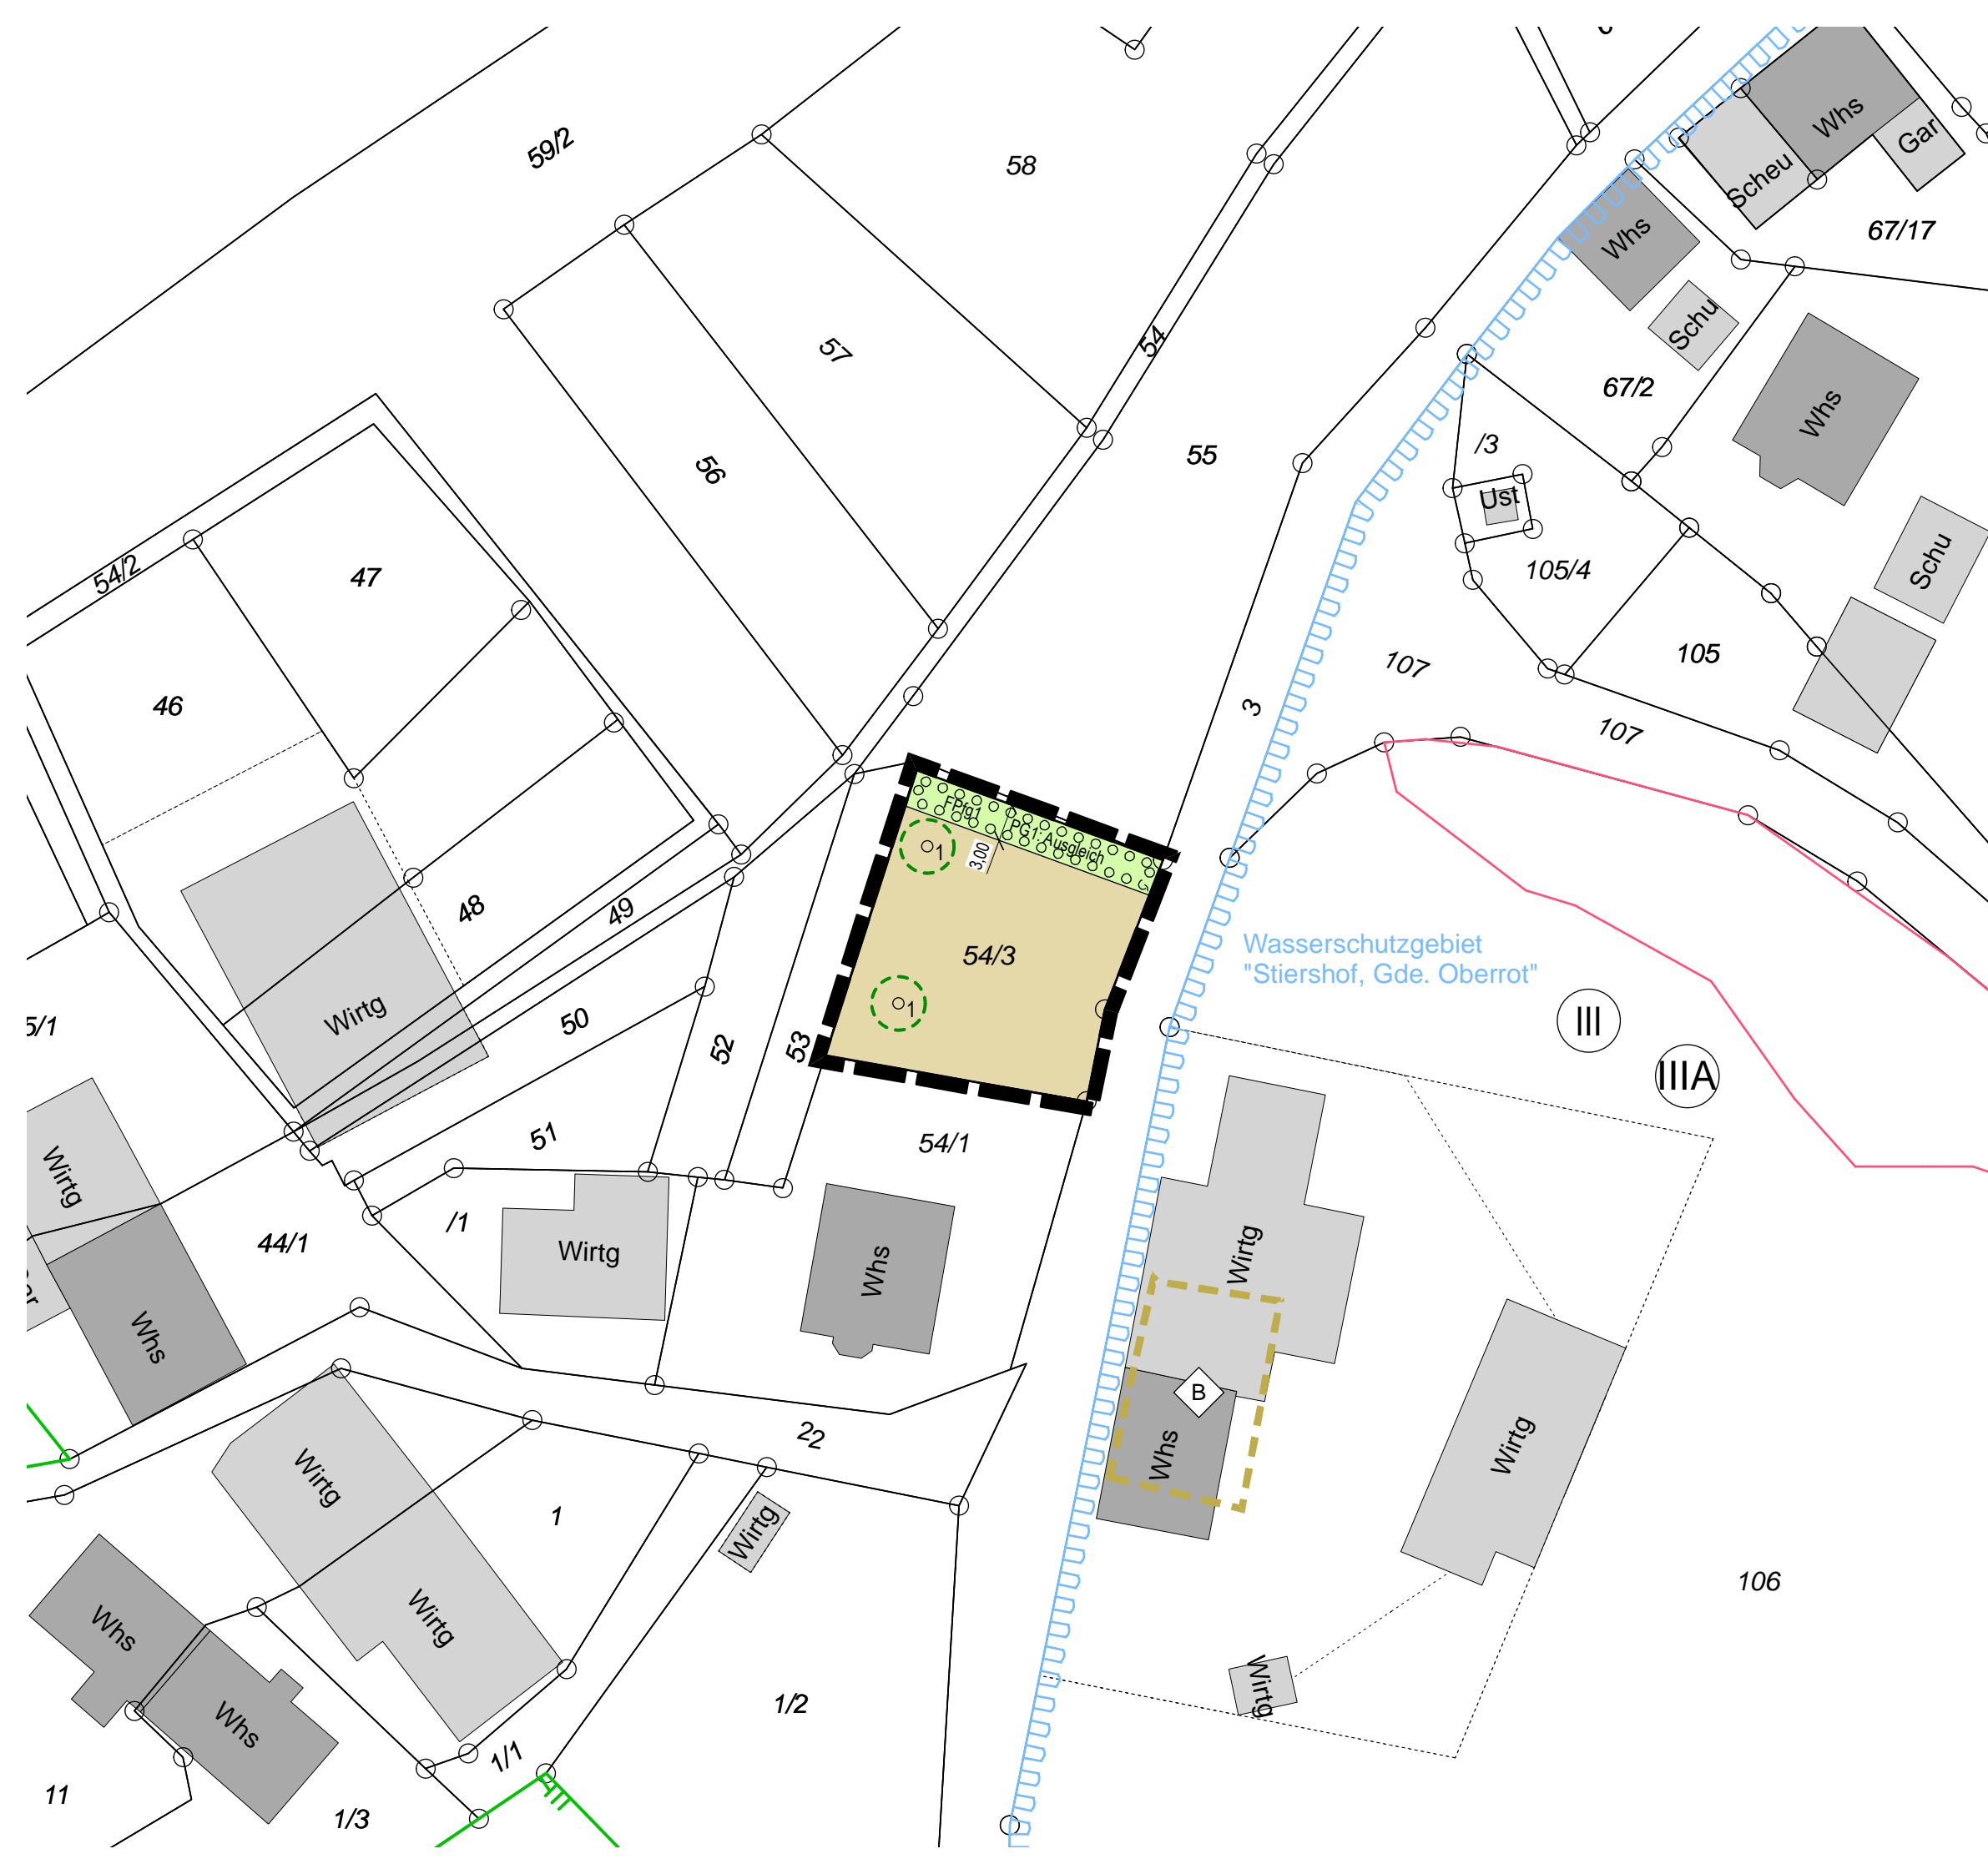 59/2
58
Whs
Gar
Scheu
67/17
Whs
Schu
57
54
67/2
Whs
56
55
/3
Ust
54/2
47
105/4
Schu
105
46
107
3
107
FPfg1
PG1: Ausgleich
1
3,00
48
49
54/3
Wasserschutzgebiet
"Stiershof, Gde. Oberrot"
1
Wirtg
50
52
53
5/1
III
IIIA
51
54/1
Wirtg
/1
44/1
Wirtg
Whs
Wirtg
Whs
B
22
Whs
Wirtg
Wirtg
1
Wirtg
106
Whs
Wirtg
Wirtg
Whs
1/2
1/1
11
1/3